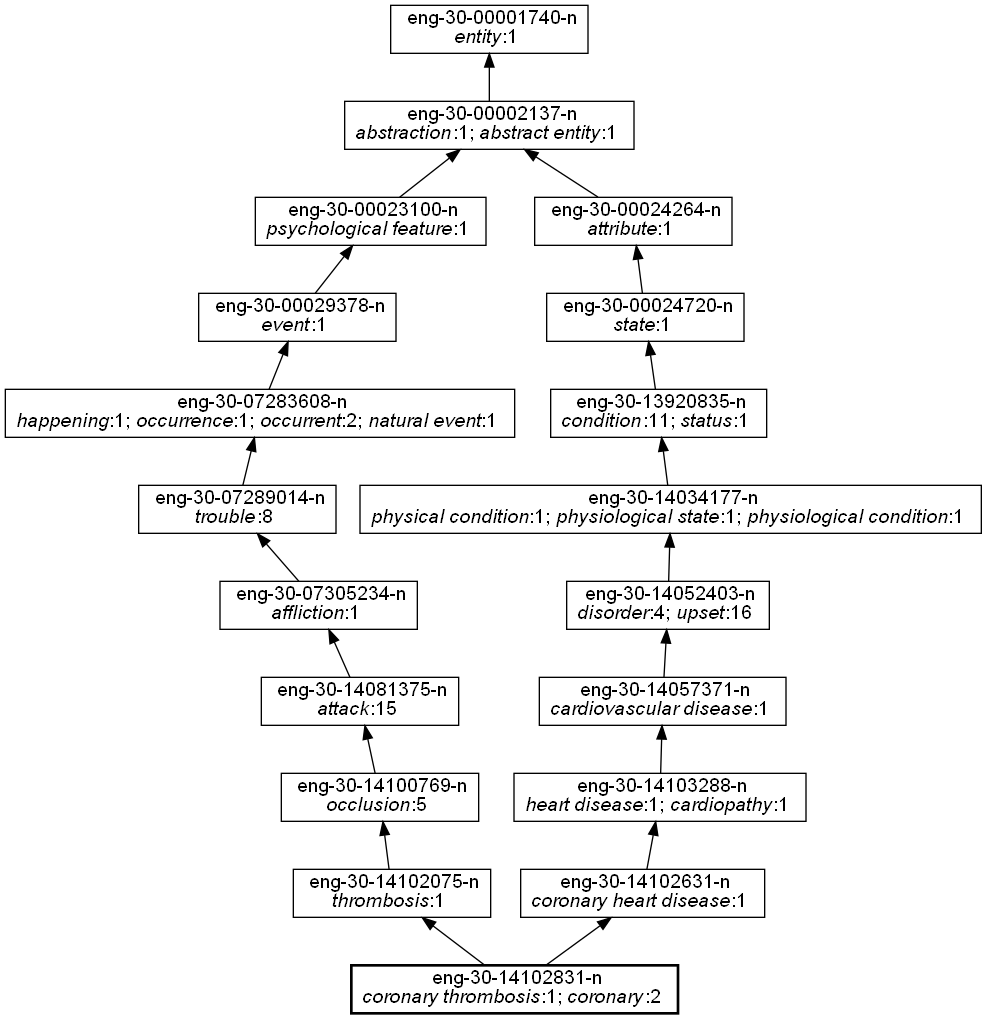 eng-30-00001740-n
entity:1
eng-30-00002137-n
abstraction:1; abstract entity:1
eng-30-00023100-n
psychological feature:1
eng-30-00024264-n
attribute:1
eng-30-00029378-n
event:1
eng-30-00024720-n
state:1
eng-30-07283608-n
happening:1; occurrence:1; occurrent:2; natural event:1
eng-30-13920835-n
condition:11; status:1
eng-30-07289014-n
trouble:8
eng-30-14034177-n
physical condition:1; physiological state:1; physiological condition:1
eng-30-07305234-n
affliction:1
eng-30-14052403-n
disorder:4; upset:16
eng-30-14081375-n
attack:15
eng-30-14057371-n
cardiovascular disease:1
eng-30-14100769-n
occlusion:5
eng-30-14103288-n
heart disease:1; cardiopathy:1
eng-30-14102075-n
thrombosis:1
eng-30-14102631-n
coronary heart disease:1
eng-30-14102831-n
coronary thrombosis:1; coronary:2